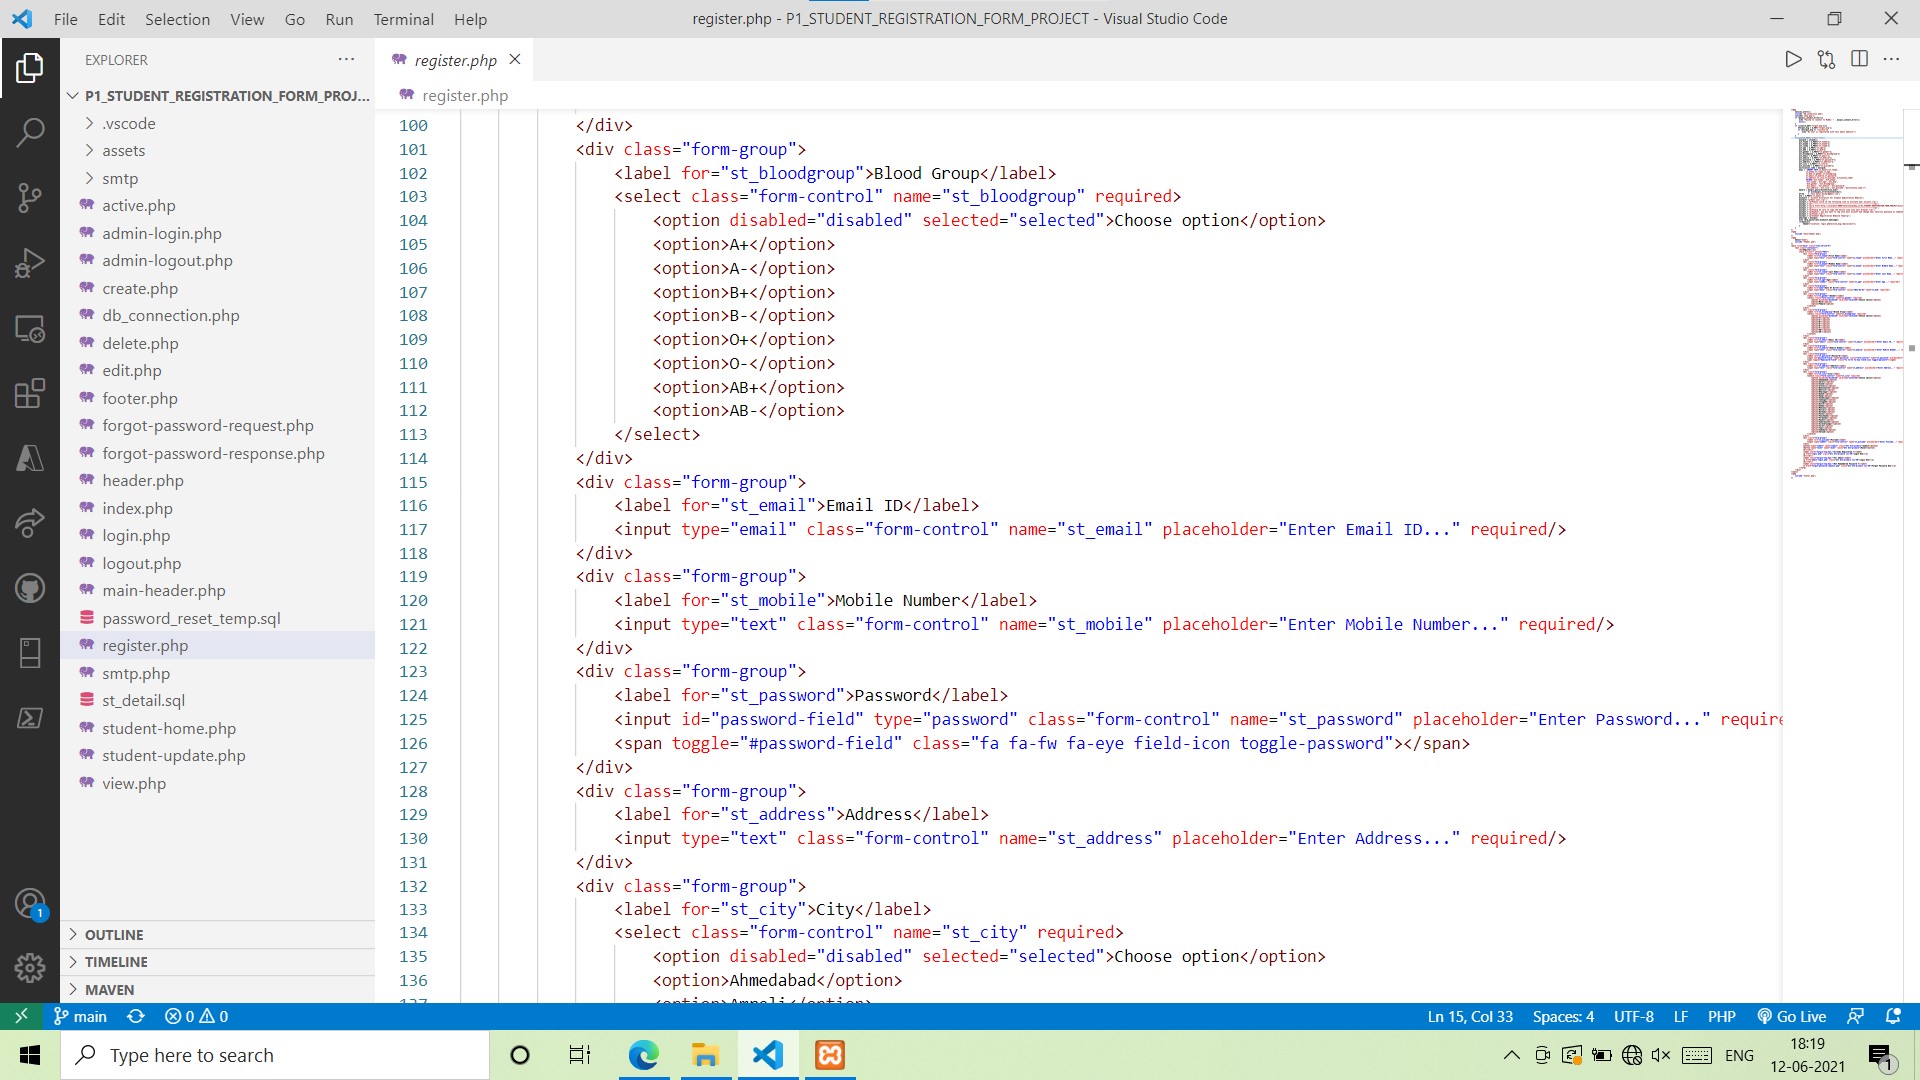 File Edit Selection View Go Run Terminal Help
register.php - P1_STUDENT_REGISTRATION_FORM_PROJECT - Visual Studio Code
EXPLORER
P1_STUDENT_REGISTRATION_FORM_PROJ...
.vscode
assets
smtp
active.php
admin-login.php
admin-logout.php
create.php
db_connection.php
delete.php
edit.php
footer.php
forgot-password-request.php
forgot-password-response.php
header.php
index.php
login.php
logout.php
main-header.php
password_reset_temp.sql
register.php
smtp.php
st_detail.sql
student-home.php
student-update.php
view.php
OUTLINE
TIMELINE
MAVEN
register.php
register.php
100 </div>
101 <div class="form-group">
102 <label for="st_bloodgroup">Blood Group</label>
103 <select class="form-control" name="st_bloodgroup" required>
104 <option disabled="disabled" selected="selected">Choose option</option>
105 <option>A+</option>
106 <option>A-</option>
107 <option>B+</option>
108 <option>B-</option>
109 <option>O+</option>
110 <option>O-</option>
111 <option>AB+</option>
112 <option>AB-</option>
113 </select>
114 </div>
115 <div class="form-group">
116 <label for="st_email">Email ID</label>
117 <input type="email" class="form-control" name="st_email" placeholder="Enter Email ID..." required/>
118 </div>
119 <div class="form-group">
120 <label for="st_mobile">Mobile Number</label>
121 <input type="text" class="form-control" name="st_mobile" placeholder="Enter Mobile Number..." required/>
122 </div>
123 <div class="form-group">
124 <label for="st_password">Password</label>
125 <input id="password-field" type="password" class="form-control" name="st_password" placeholder="Enter Password..." require
126 <span toggle="#password-field" class="fa fa-fw fa-eye field-icon toggle-password"></span>
127 </div>
128 <div class="form-group">
129 <label for="st_address">Address</label>
130 <input type="text" class="form-control" name="st_address" placeholder="Enter Address..." required/>
131 </div>
132 <div class="form-group">
133 <label for="st_city">City</label>
134 <select class="form-control" name="st_city" required>
135 <option disabled="disabled" selected="selected">Choose option</option>
136 <option>Ahmedabad</option>
1
main 0 0
Ln 15, Col 33 Spaces: 4 UTF-8 LF PHP Go Live
Type here to search
ENG
18:19
12-06-2021
1